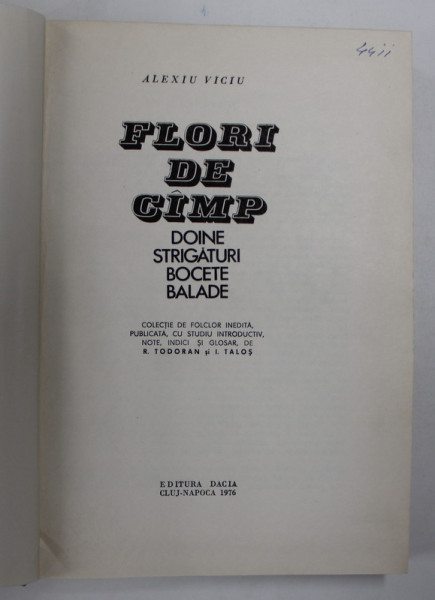 44ii
ALEXIU VICIU
FLORI
DE
CÎMP
DOINE
STRIGĂTURI
BOCETE
BALADE
COLECȚIE DE FOLCLOR INEDITĂ,
PUBLICATĂ, CU STUDIU INTRODUCTIV,
NOTE, INDICI ȘI GLOSAR, DE
R. TODORAN și I. TALOȘ
EDITURA DACIA
CLUJ-NAPOCA 1976